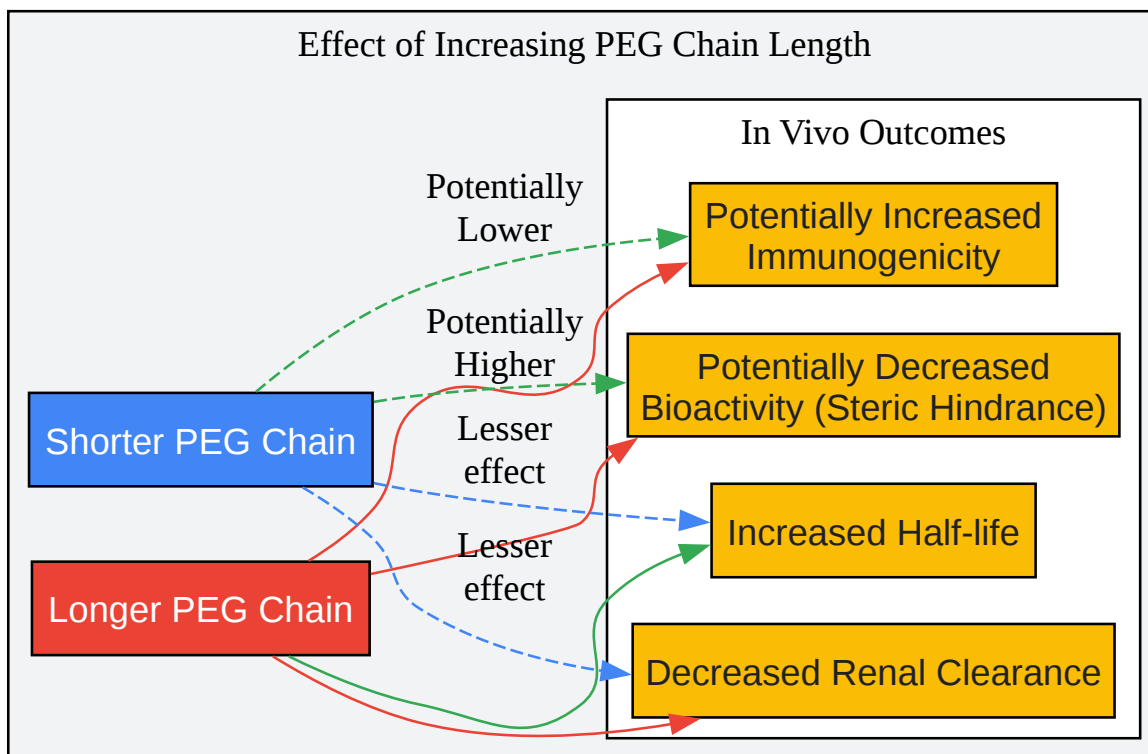 Effect of Increasing PEG Chain Length
In Vivo Outcomes
Potentially
Lower
Potentially Increased
Immunogenicity
Potentially
Higher
Potentially Decreased
Bioactivity (Steric Hindrance)
Shorter PEG Chain
Lesser
effect
Increased Half-life
Lesser
effect
Longer PEG Chain
Decreased Renal Clearance